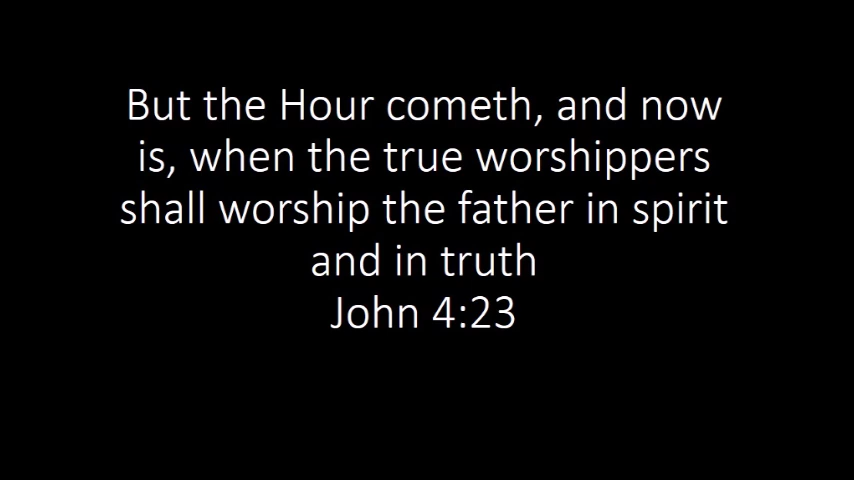 But the Hour cometh, and now
is, when the true worshippers
shall worship the father in spirit
and in truth
John 4:23